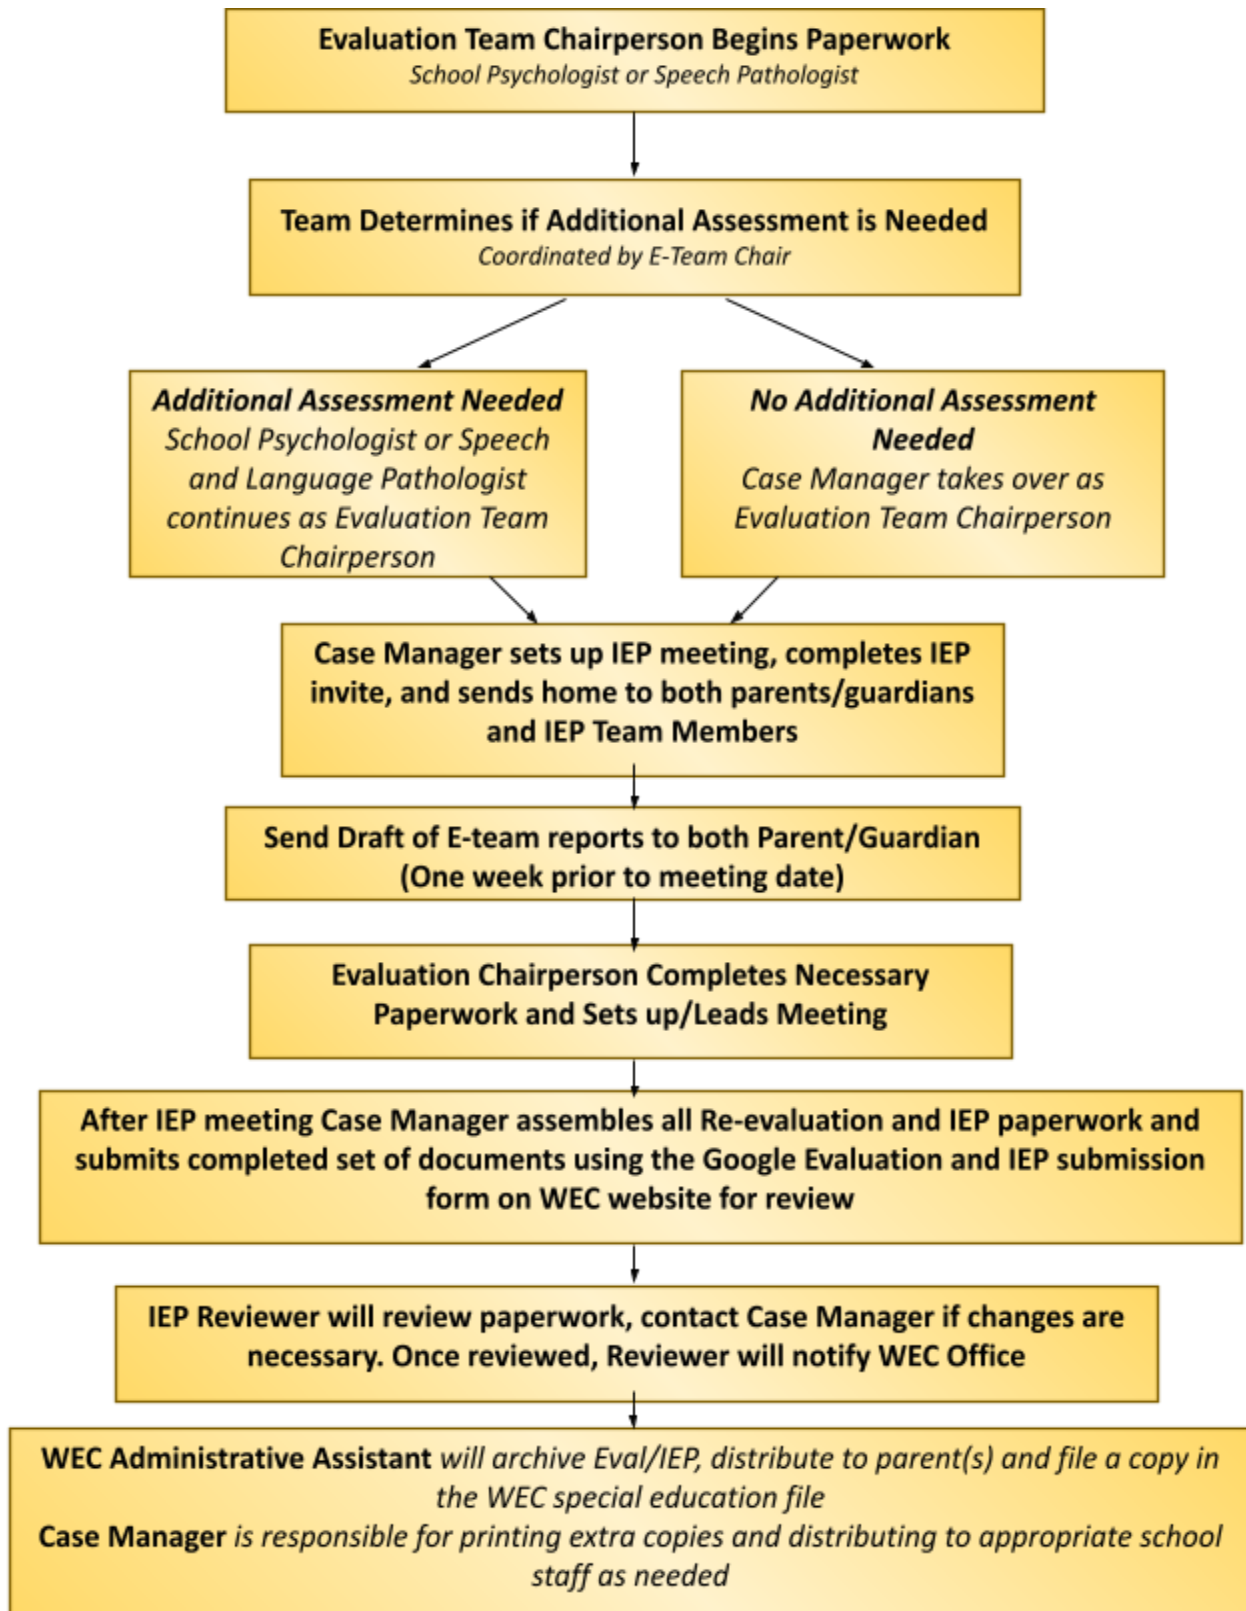 Evaluation Team Chairperson Begins Paperwork
School Psychologist or Speech Pathologist
Team Determines if Additional Assessment is Needed
Coordinated by E-Team Chair
Additional Assessment Needed
School Psychologist or Speech
and Language Pathologist
continues as Evaluation Team
Chairperson
No Additional Assessment
Needed
Case Manager takes over as
Evaluation Team Chairperson
Case Manager sets up IEP meeting, completes IEP
invite, and sends home to both parents/guardians
and IEP Team Members
Send Draft of E-team reports to both Parent/Guardian
(One week prior to meeting date)
Evaluation Chairperson Completes Necessary
Paperwork and Sets up/Leads Meeting
After IEP meeting Case Manager assembles all Re-evaluation and IEP paperwork and
submits completed set of documents using the Google Evaluation and IEP submission
form on WEC website for review
IEP Reviewer will review paperwork, contact Case Manager if changes are
necessary. Once reviewed, Reviewer will notify WEC Office
WEC Administrative Assistant will archive Eval/IEP, distribute to parent(s) and file a copy in
the WEC special education file
Case Manager is responsible for printing extra copies and distributing to appropriate school
staff as needed